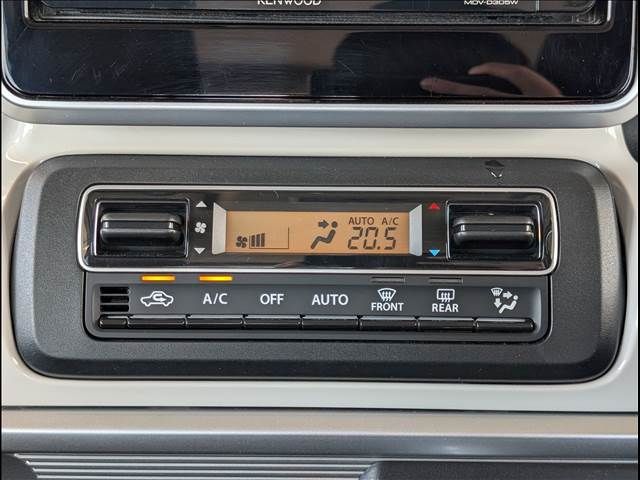 KENWOOD MDV-D305W
AUTO A/C
20.5
A/C OFF AUTO FRONT REAR